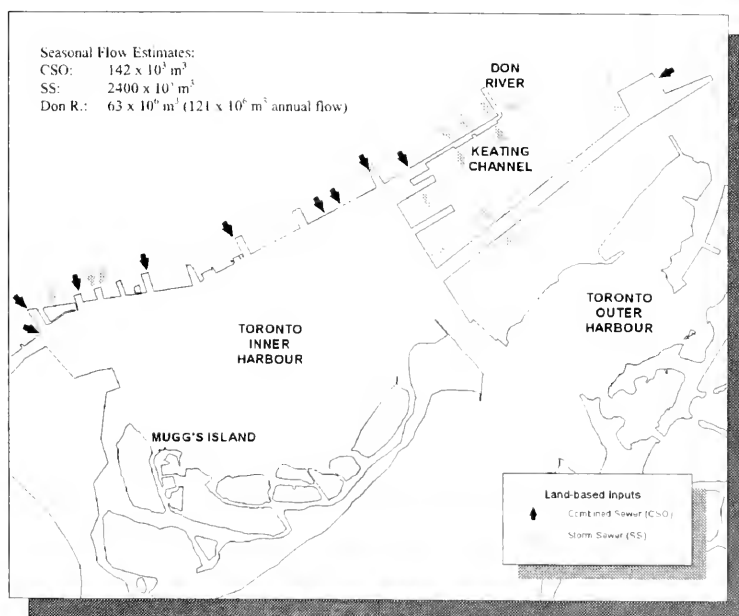 Seasonal Flow Estimates:
CSO: 142 x 10³ m³
SS: 2400 x 10³ m³
Don R.: 63 x 10⁶ m³ (121 x 10⁶ m³ annual flow)
DON
RIVER
KEATING
CHANNEL
TORONTO
OUTER
HARBOUR
TORONTO
INNER
HARBOUR
MUGG'S ISLAND
Land-based Inputs
Combined Sewer (CSO)
Storm Sewer (SS)